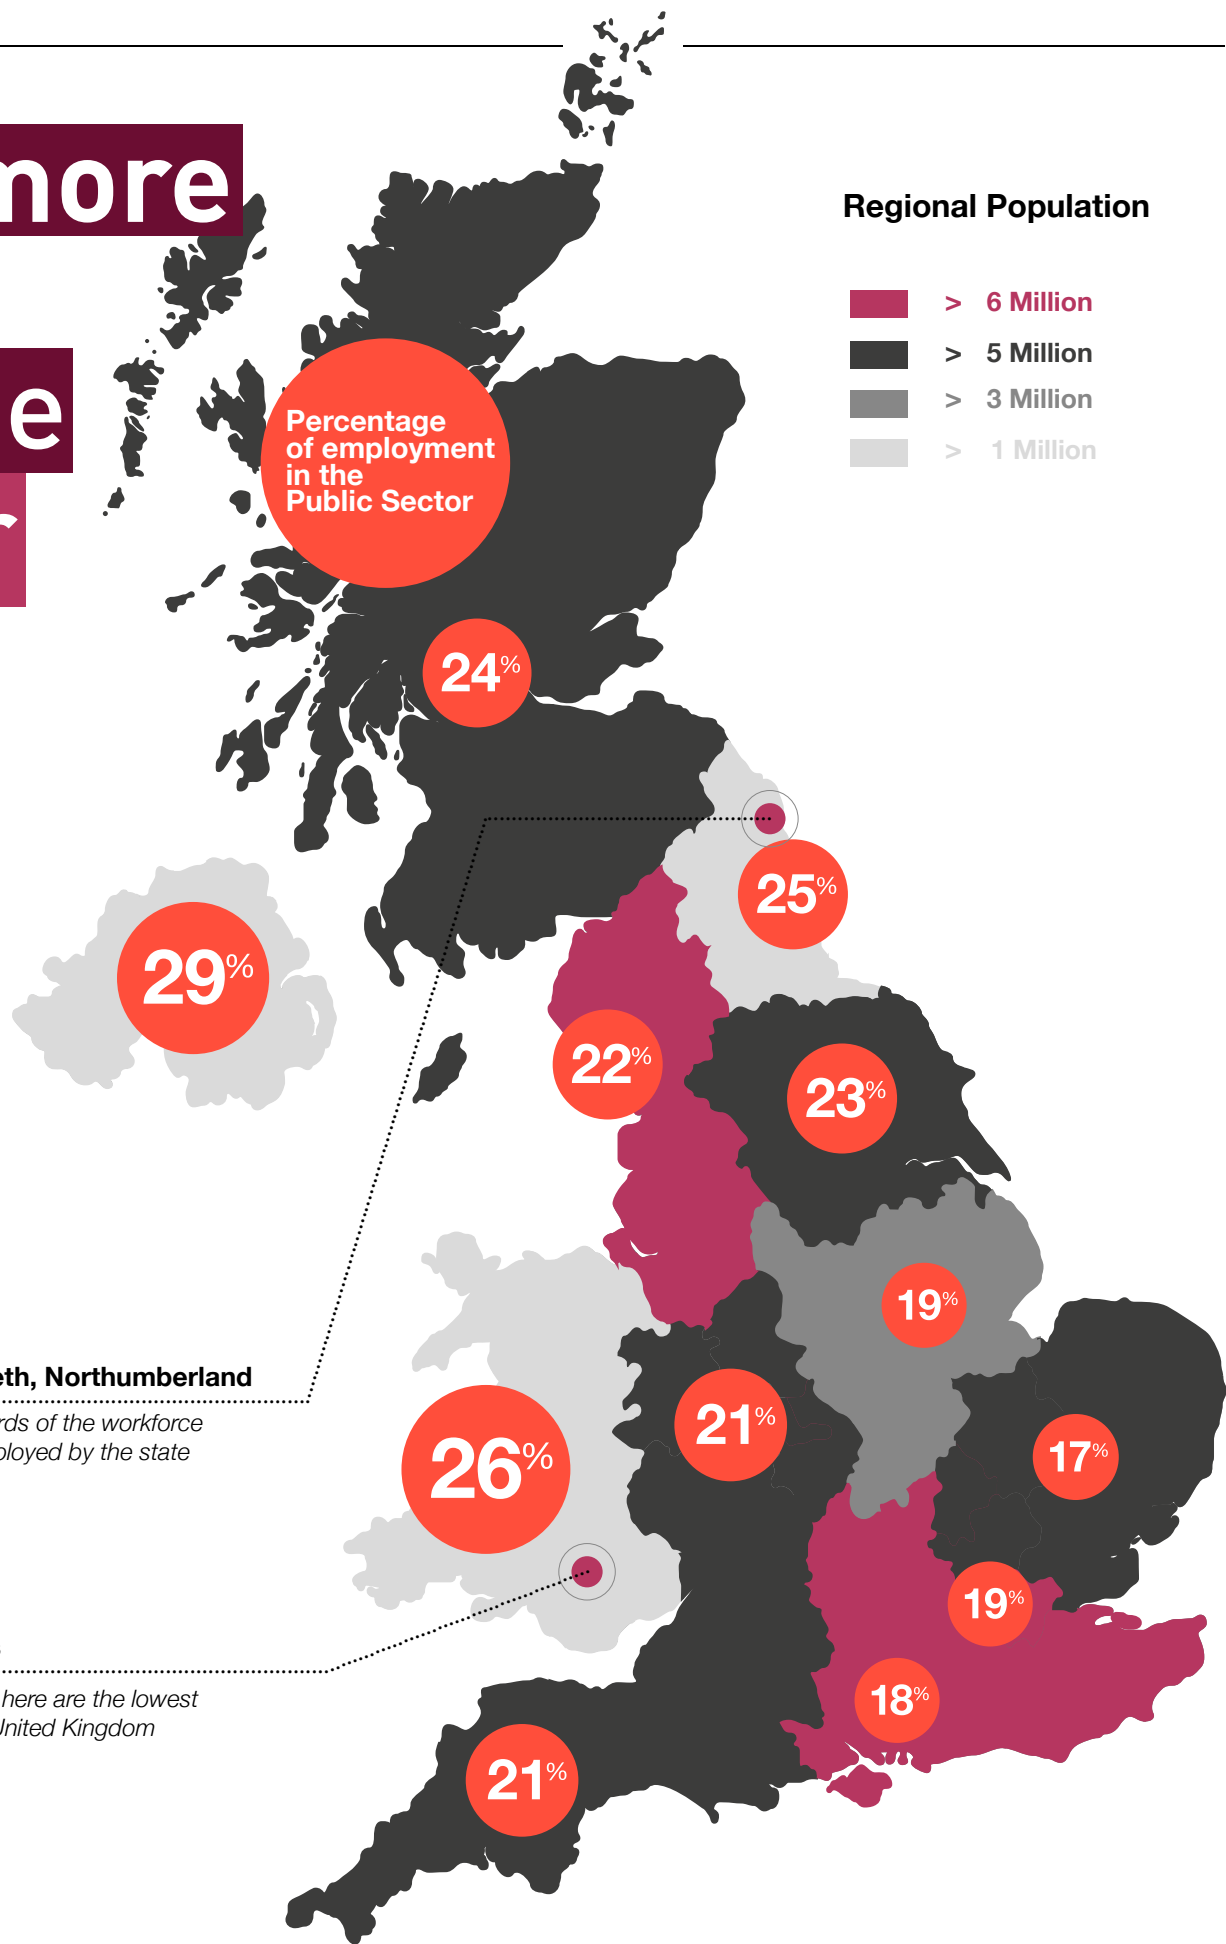 more
e
r
Regional Population
> 6 Million
> 5 Million
> 3 Million
> 1 Million
Percentage
of employment
in the
Public Sector
24%
25%
29%
22%
23%
19%
eth, Northumberland
rds of the workforce
ployed by the state
21%
26%
17%
19%
here are the lowest
United Kingdom
18%
21%